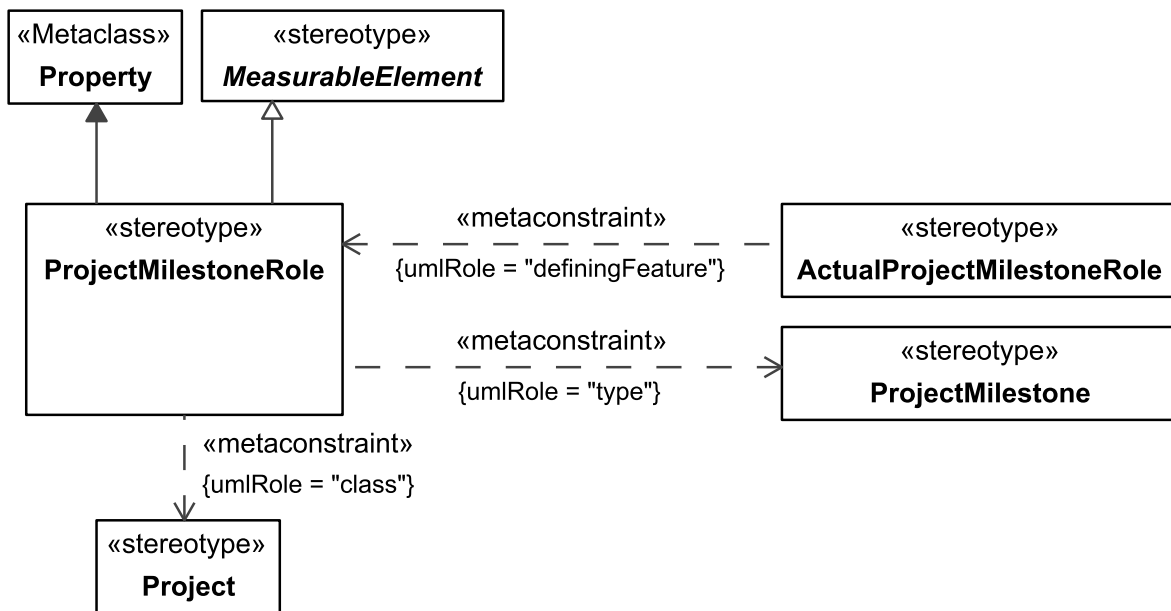 «Metaclass»
Property
«stereotype»
MeasurableElement
«stereotype»
ProjectMilestoneRole
«metaconstraint»
{umlRole = "definingFeature"}
«stereotype»
ActualProjectMilestoneRole
«metaconstraint»
{umlRole = "type"}
«stereotype»
ProjectMilestone
«metaconstraint»
{umlRole = "class"}
«stereotype»
Project